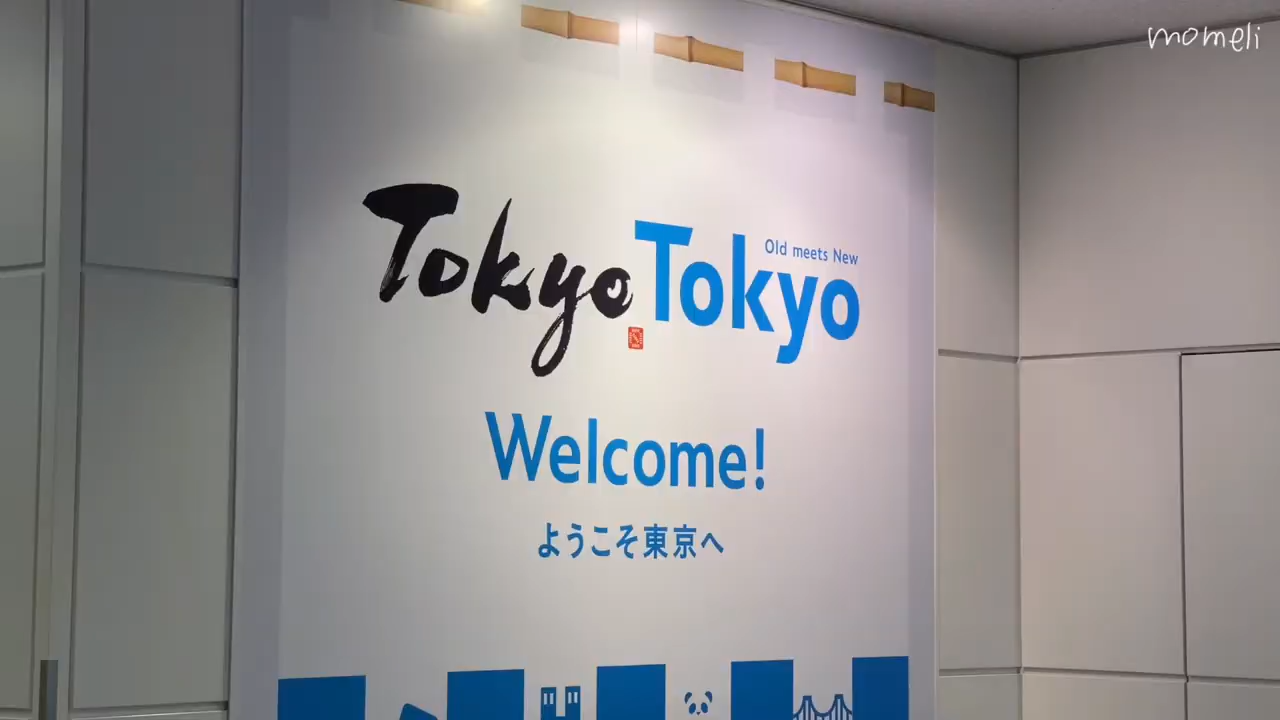 momeli
Tokyo Tokyo
Old meets New
Welcome!
ようこそ東京へ